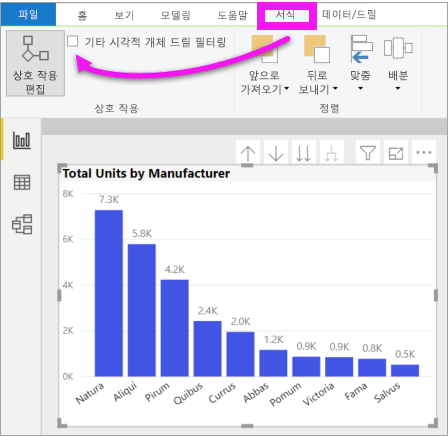 파일 홈 보기 모델링 도움말 서식 데이터/드릴
기타 시각적 개체 드릴 필터링
상호 작용
편집
앞으로
가져오기
뒤로
보내기
맞춤
배분
상호 작용
정렬
Total Units by Manufacturer
8K
6K
4K
2K
0K
7.3K
5.8K
4.2K
2.4K
2.0K
1.2K
0.9K
0.9K
0.8K
0.5K
Natura
Aliqui
Pirum
Quibus
Currus
Abbas
Pomum
Victoria
Fama
Salvus